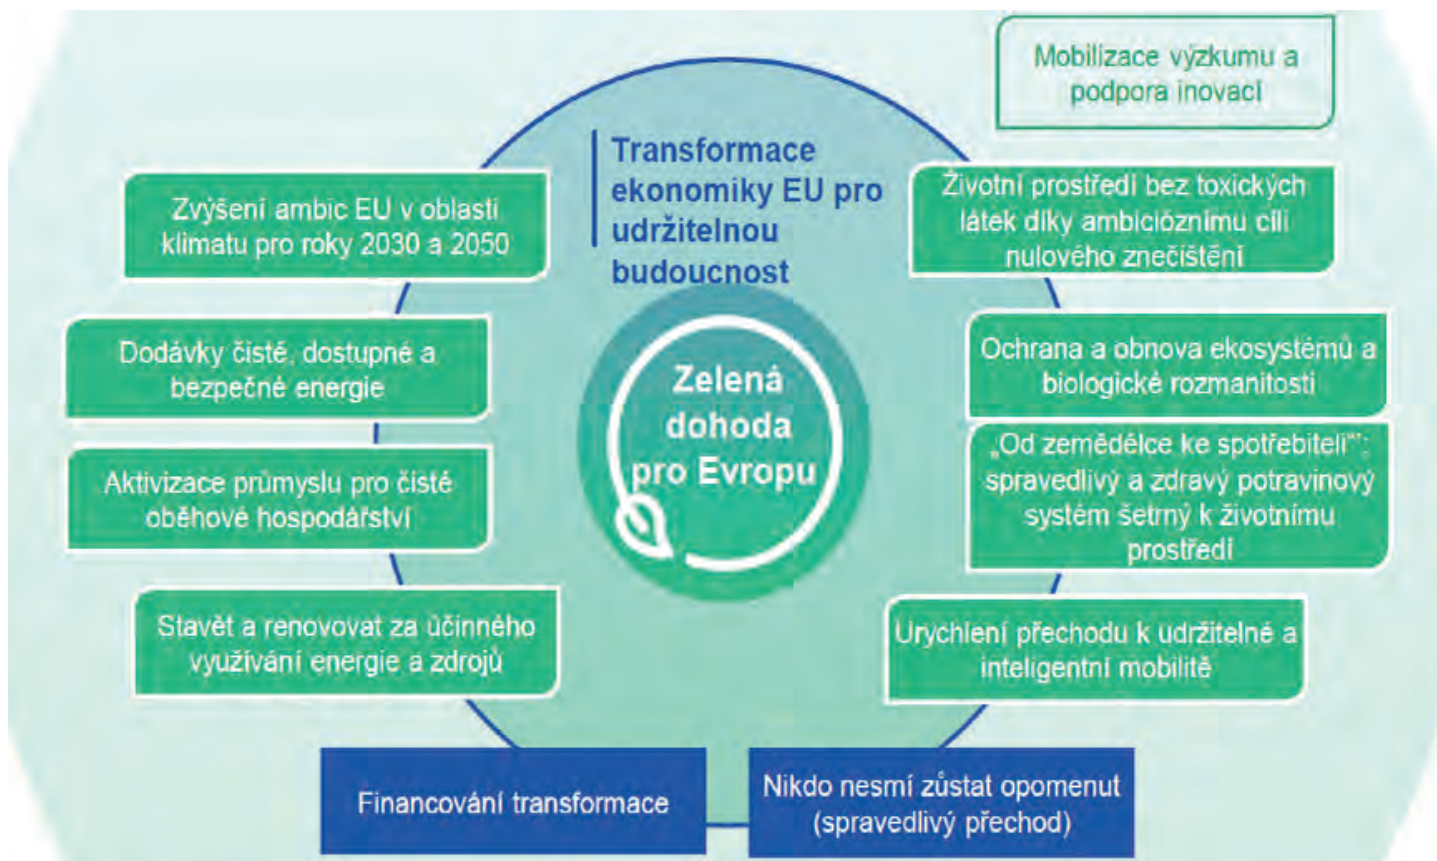 Mobilizace výzkumu a
podpora inovací
Transformace
ekonomiky EU pro
udržitelnou
budoucnost
Zvýšení ambic EU v oblasti
klimatu pro roky 2030 a 2050
Životní prostředí bez toxických
látek díky ambicióznímu cíli
nulového znečištění
Dodávky čisté, dostupné a
bezpečné energie
Ochrana a obnova ekosystémů a
biologické rozmanitosti
Zelená
dohoda
pro Evropu
Aktivizace průmyslu pro čisté
oběhové hospodářství
„Od zemědělce ke spotřebiteli“:
spravedlivý a zdravý potravinový
systém šetrný k životnímu
prostředí
Stavět a renovovat za účinného
využívání energie a zdrojů
Urychlení přechodu k udržitelné a
inteligentní mobilitě
Financování transformace
Nikdo nesmí zůstat opomenut
(spravedlivý přechod)